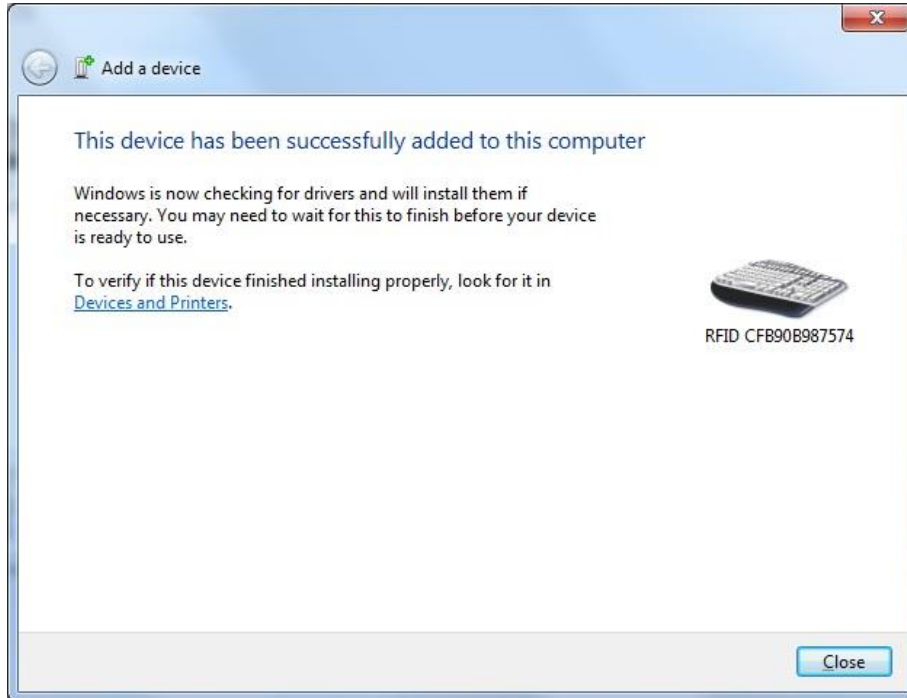 Add a device
This device has been successfully added to this computer
Windows is now checking for drivers and will install them if
necessary. You may need to wait for this to finish before your device
is ready to use.
To verify if this device finished installing properly, look for it in
Devices and Printers.
RFID CFB90B987574
Close